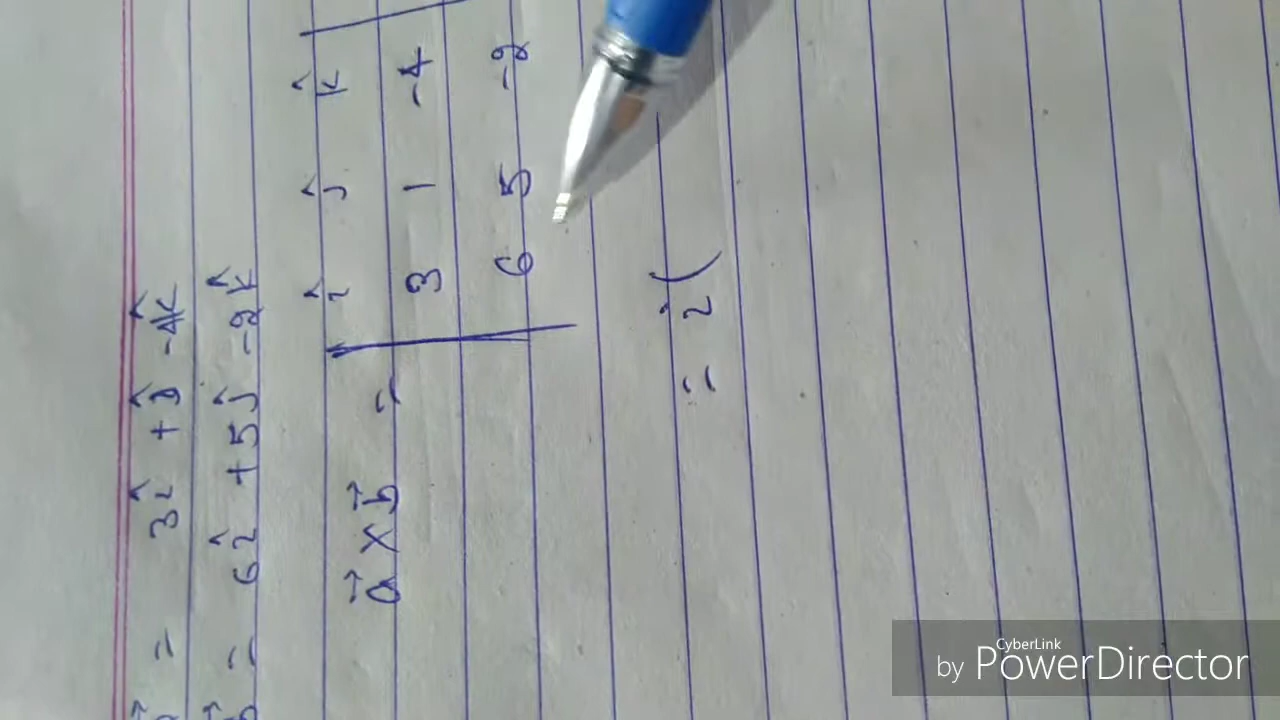 a⃗ = 3î + ĵ - 4k̂
b⃗ = 6î + 5ĵ - 2k̂
î ĵ k̂
a⃗ × b⃗ = 3 1 -4
6 5 -2
= î (
CyberLink
by PowerDirector